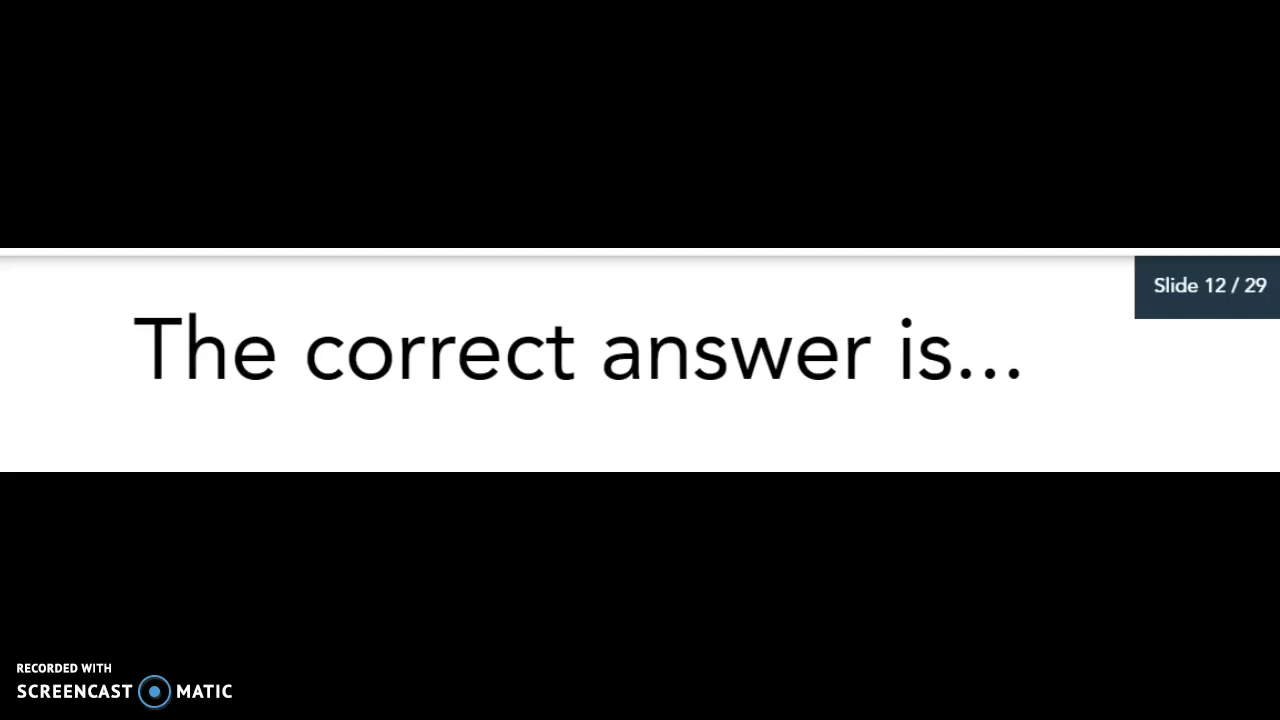 Slide 12 / 29
The correct answer is...
RECORDED WITH
SCREENCAST MATIC